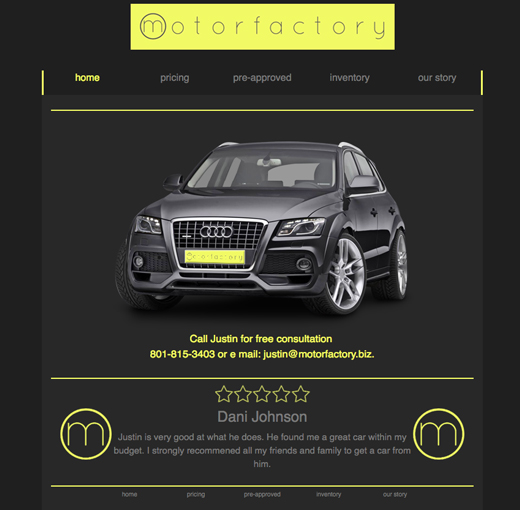 motorfactory
home pricing pre-approved inventory our story
motorfactory
Call Justin for free consultation
801-815-3403 or e mail: justin@motorfactory.biz.
Dani Johnson
m
m
Justin is very good at what he does. He found me a great car within my
budget. I strongly recommened all my friends and family to get a car from
him.
home pricing pre-approved inventory our story